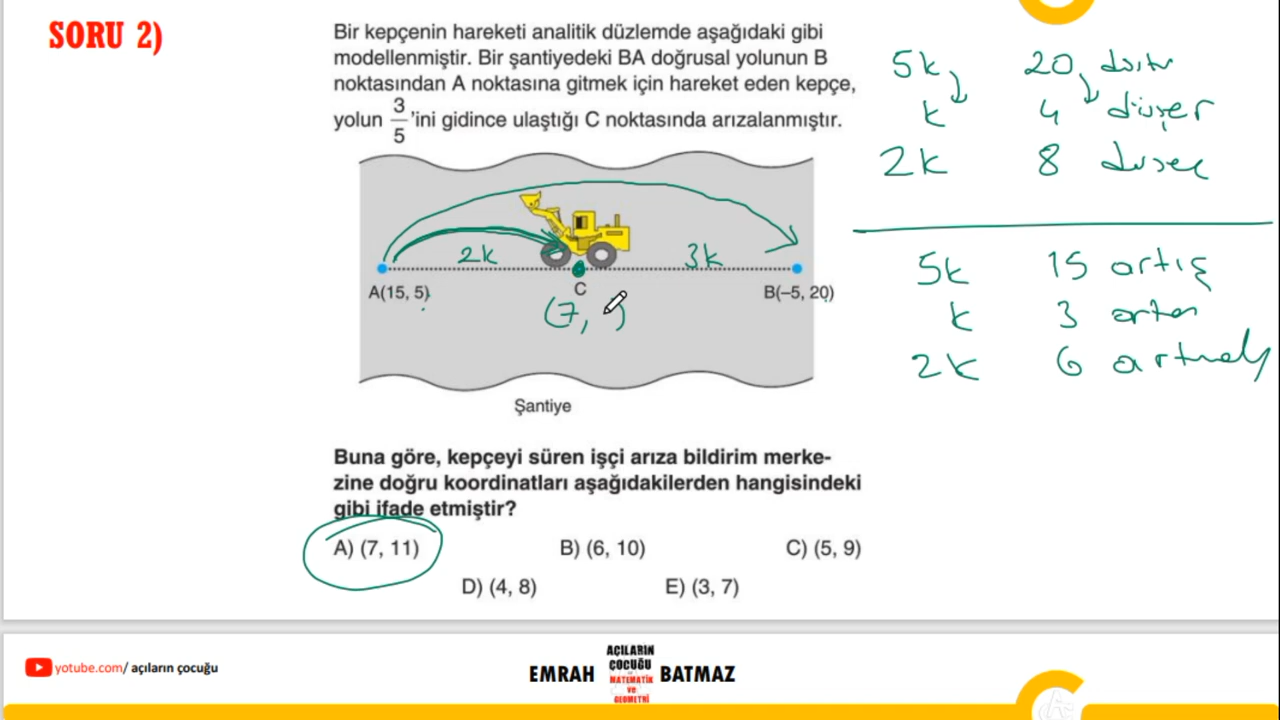 SORU 2)
Bir kepçenin hareketi analitik düzlemde aşağıdaki gibi
modellenmiştir. Bir şantiyedeki BA doğrusal yolunun B
noktasından A noktasına gitmek için hareket eden kepçe,
yolun 3/5 'ini gidince ulaştığı C noktasında arızalanmıştır.
2k
3k
A(15, 5)
C
B(–5, 20)
(7, )
Şantiye
5k 20
k 4 düşer
2k 8
5k 15 artış
k 3 artar
2k 6
Buna göre, kepçeyi süren işçi arıza bildirim merke-
zine doğru koordinatları aşağıdakilerden hangisindeki
gibi ifade etmiştir?
A) (7, 11) B) (6, 10) C) (5, 9)
D) (4, 8) E) (3, 7)
yotube.com/ açıların çocuğu
EMRAH AÇILARIN ÇOCUĞU MATEMATİK ve GEOMETRİ BATMAZ